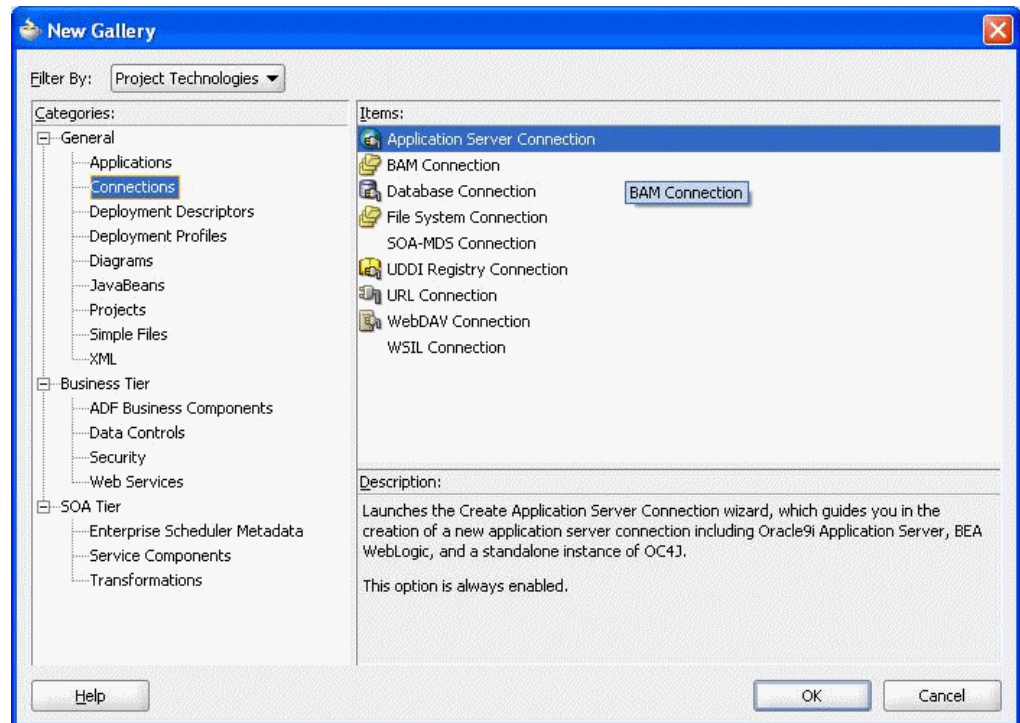 New Gallery
Filter By: Project Technologies
Categories:
General
Applications
Connections
Deployment Descriptors
Deployment Profiles
Diagrams
JavaBeans
Projects
Simple Files
XML
Business Tier
ADF Business Components
Data Controls
Security
Web Services
SOA Tier
Enterprise Scheduler Metadata
Service Components
Transformations
Items:
Application Server Connection
BAM Connection
Database Connection
BAM Connection
File System Connection
SOA-MDS Connection
UDDI Registry Connection
URL Connection
WebDAV Connection
WSIL Connection
Description:
Launches the Create Application Server Connection wizard, which guides you in the
creation of a new application server connection including Oracle9i Application Server, BEA
WebLogic, and a standalone instance of OC4J.
This option is always enabled.
Help
OK
Cancel